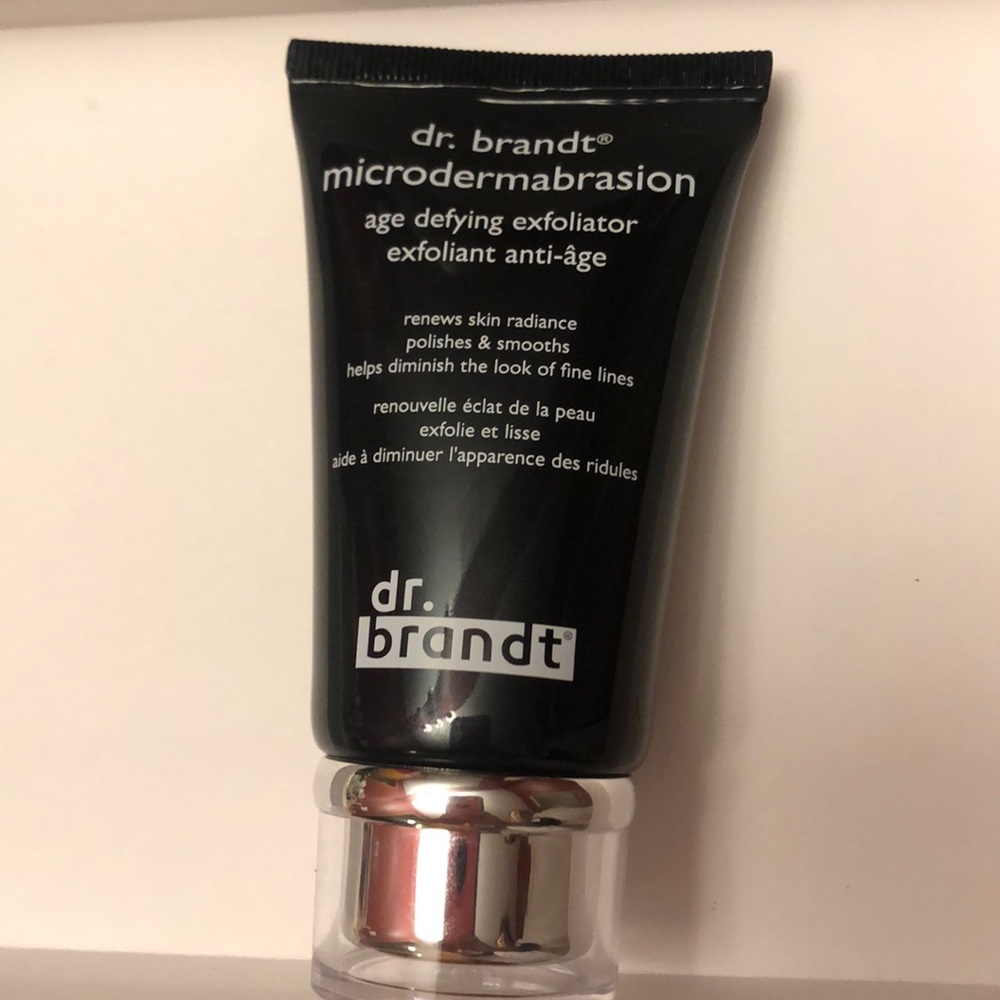 dr. brandt®
microdermabrasion
age defying exfoliator
exfoliant anti-âge
renews skin radiance
polishes & smooths
helps diminish the look of fine lines
renouvelle éclat de la peau
exfolie et lisse
aide à diminuer l'apparence des ridules
dr.
brandt®